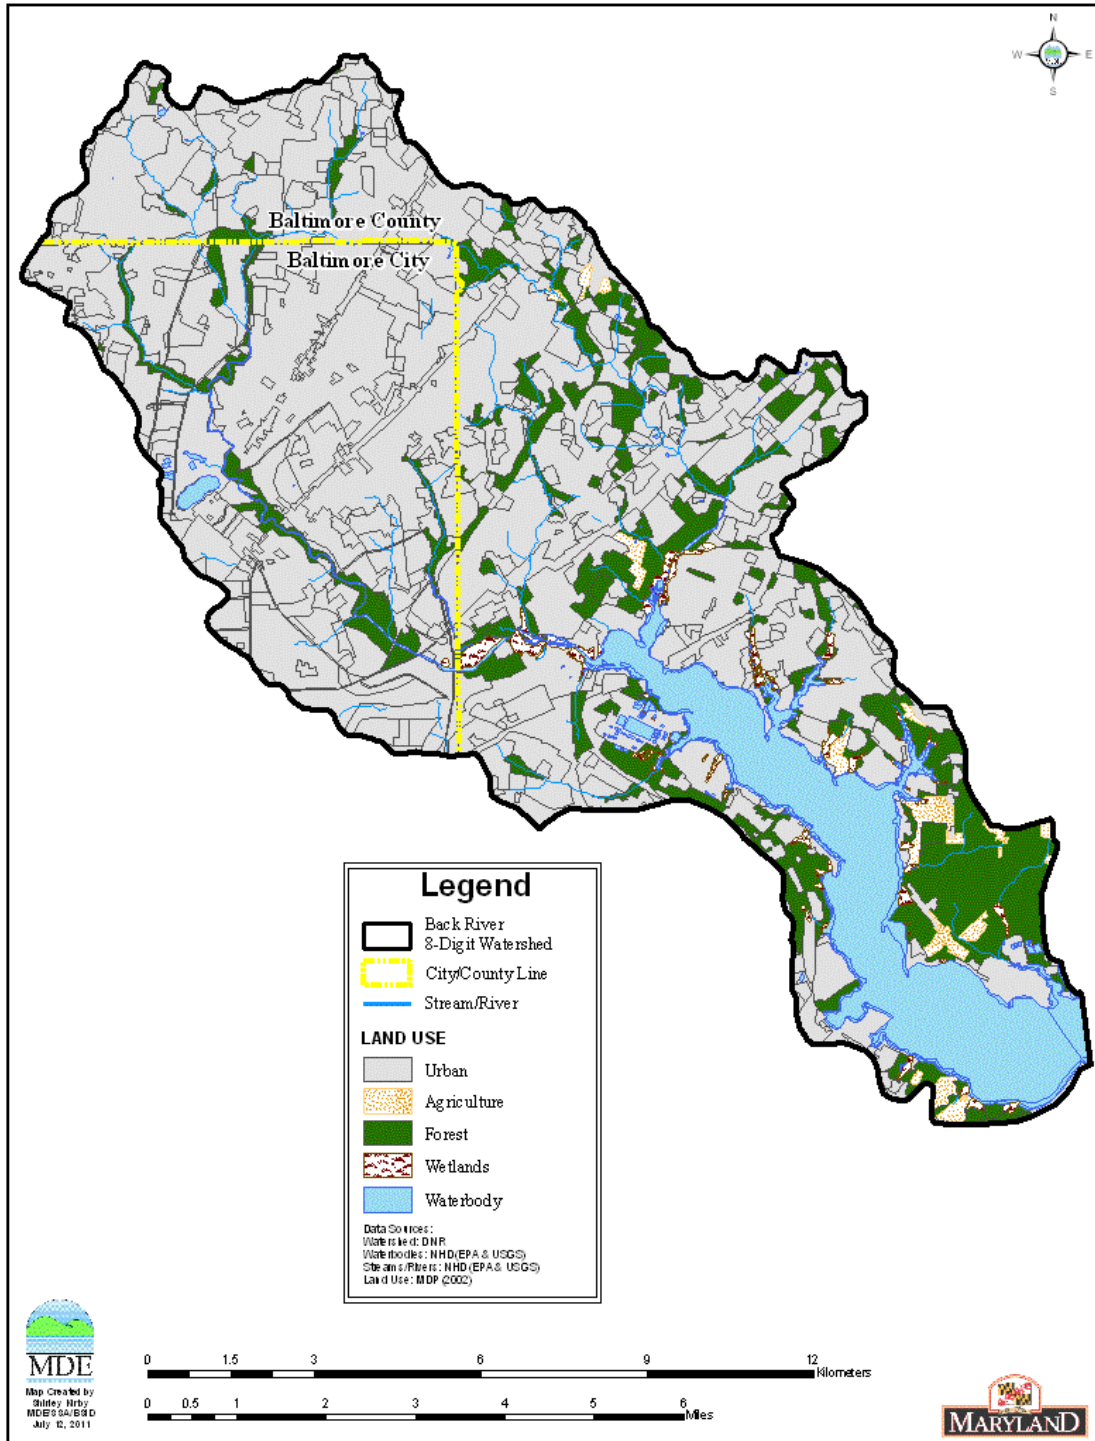 N
W E
S
Baltimore County
Baltimore City
Legend
Back River
8-Digit Watershed
City/County Line
Stream/River
LAND USE
Urban
Agriculture
Forest
Wetlands
Waterbody
Data Sources:
Watershed: DNR
Waterbodies: NHD(EPA & USGS)
Streams/Rivers: NHD(EPA & USGS)
Land Use: MDP (2002)
MDE
Map Created by
Shirley
MDE/SSA/BSID
July 12, 2011
0 1.5 3 6 9 12
Kilometers
0 0.5 1 2 3 4 5 6
Miles
MARYLAND